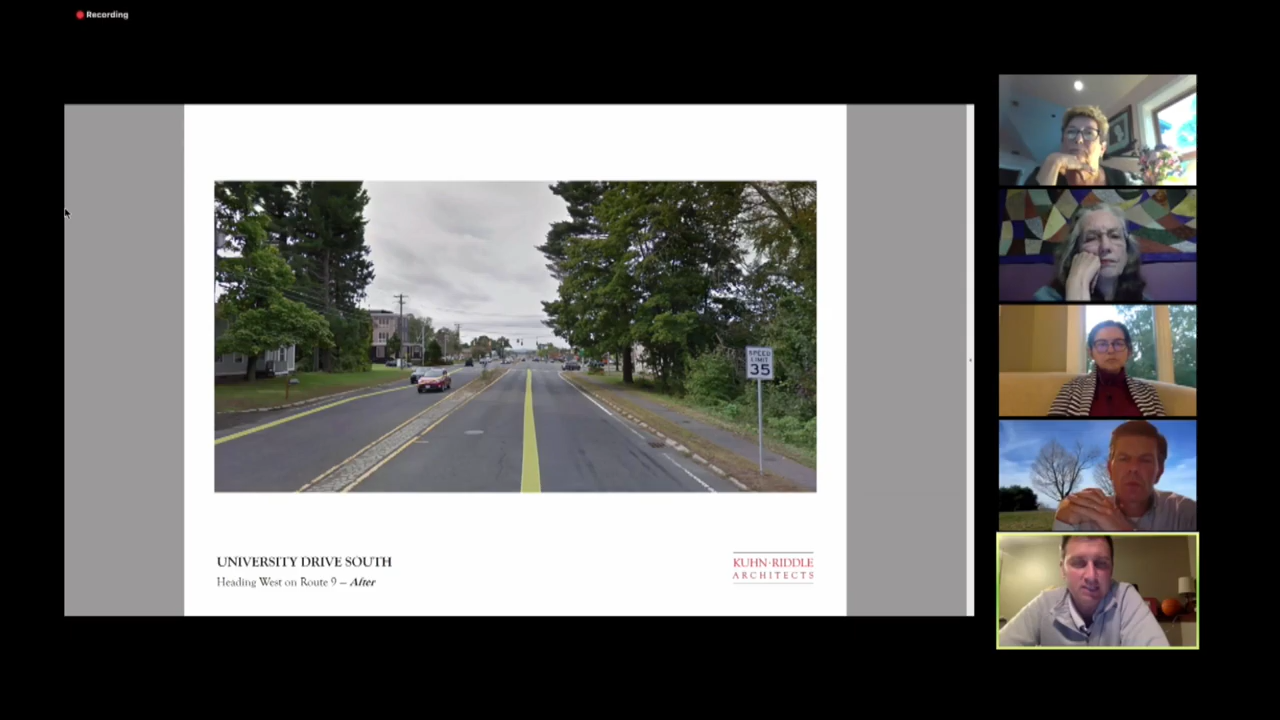 Recording
SPEED
LIMIT
35
UNIVERSITY DRIVE SOUTH
Heading West on Route 9 – After
KUHN·RIDDLE
ARCHITECTS